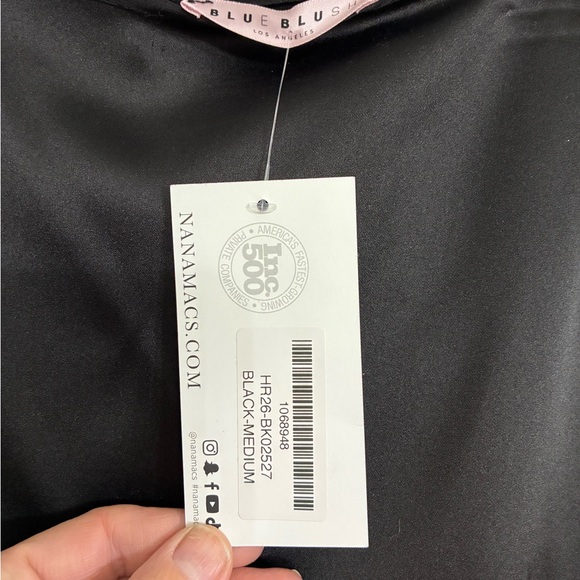 BLUE BLUSH
LOS ANGELES
NANAMACS.COM
AMERICA'S FASTEST-GROWING
PRIVATE COMPANIES
Inc.
500
1068948
HR26-BK02527
BLACK-MEDIUM
@nanamacs #nanamac